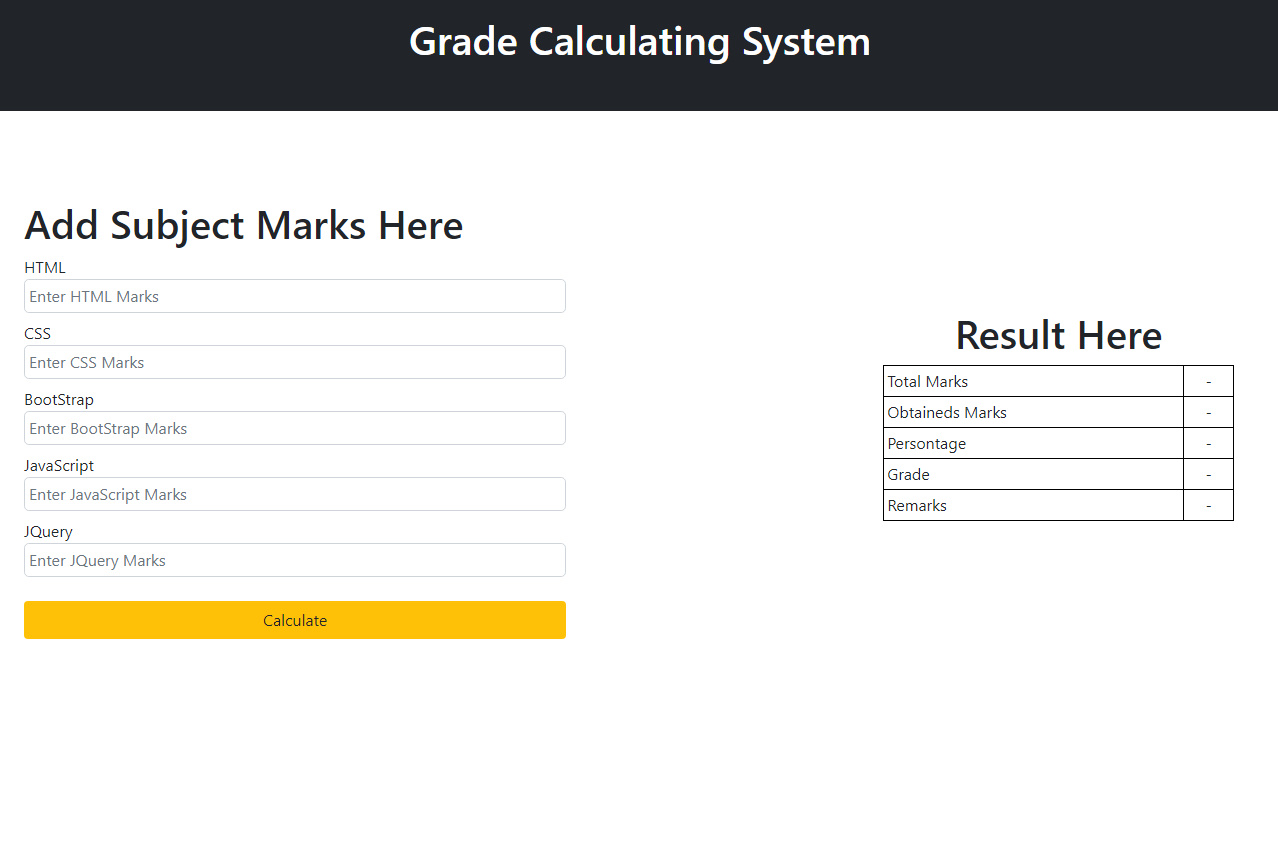 Grade Calculating System
Add Subject Marks Here
HTML
Enter HTML Marks
CSS
Enter CSS Marks
BootStrap
Enter BootStrap Marks
JavaScript
Enter JavaScript Marks
JQuery
Enter JQuery Marks
Calculate
Result Here
Total Marks -
Obtaineds Marks -
Persontage -
Grade -
Remarks -